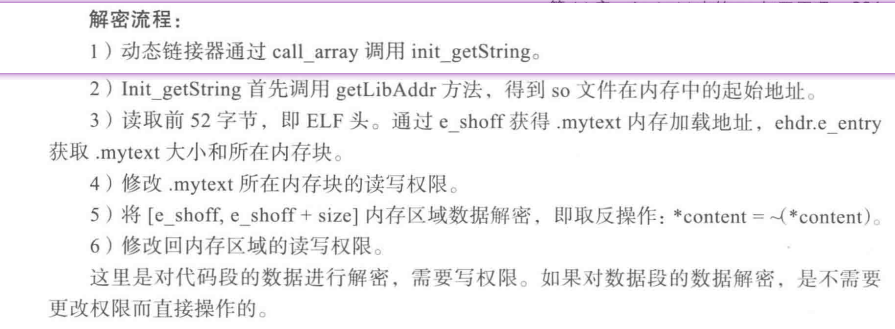 解密流程：
1）动态链接器通过 call_array 调用 init_getString。
2）Init_getString 首先调用 getLibAddr 方法，得到 so 文件在内存中的起始地址。
3）读取前 52 字节，即 ELF 头。通过 e_shoff 获得 .mytext 内存加载地址，ehdr.e_entry
获取 .mytext 大小和所在内存块。
4）修改 .mytext 所在内存块的读写权限。
5）将 [e_shoff, e_shoff + size] 内存区域数据解密，即取反操作：*content = ~(*content)。
6）修改回内存区域的读写权限。
这里是对代码段的数据进行解密，需要写权限。如果对数据段的数据解密，是不需要
更改权限而直接操作的。